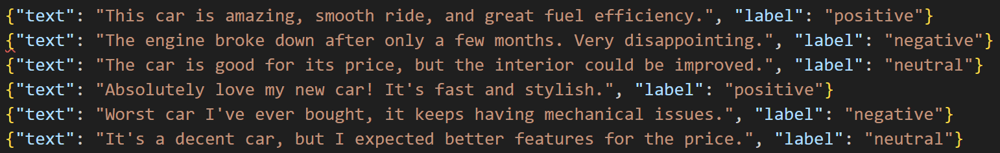 {"text": "This car is amazing, smooth ride, and great fuel efficiency.", "label": "positive"}
{"text": "The engine broke down after only a few months. Very disappointing.", "label": "negative"}
{"text": "The car is good for its price, but the interior could be improved.", "label": "neutral"}
{"text": "Absolutely love my new car! It's fast and stylish.", "label": "positive"}
{"text": "Worst car I've ever bought, it keeps having mechanical issues.", "label": "negative"}
{"text": "It's a decent car, but I expected better features for the price.", "label": "neutral"}